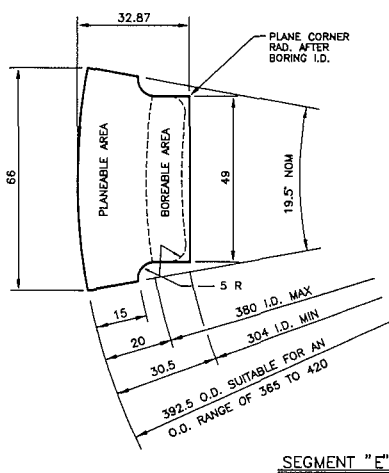 32.87
PLANE CORNER
RAD. AFTER
BORING I.D.
66
PLANEABLE AREA
BOREABLE AREA
49
19.5° NOM
5 R
15
20
30.5
380 I.D. MAX
304 I.D. MIN
392.5 O.D. SUITABLE FOR AN
O.D. RANGE OF 365 TO 420
SEGMENT "E"